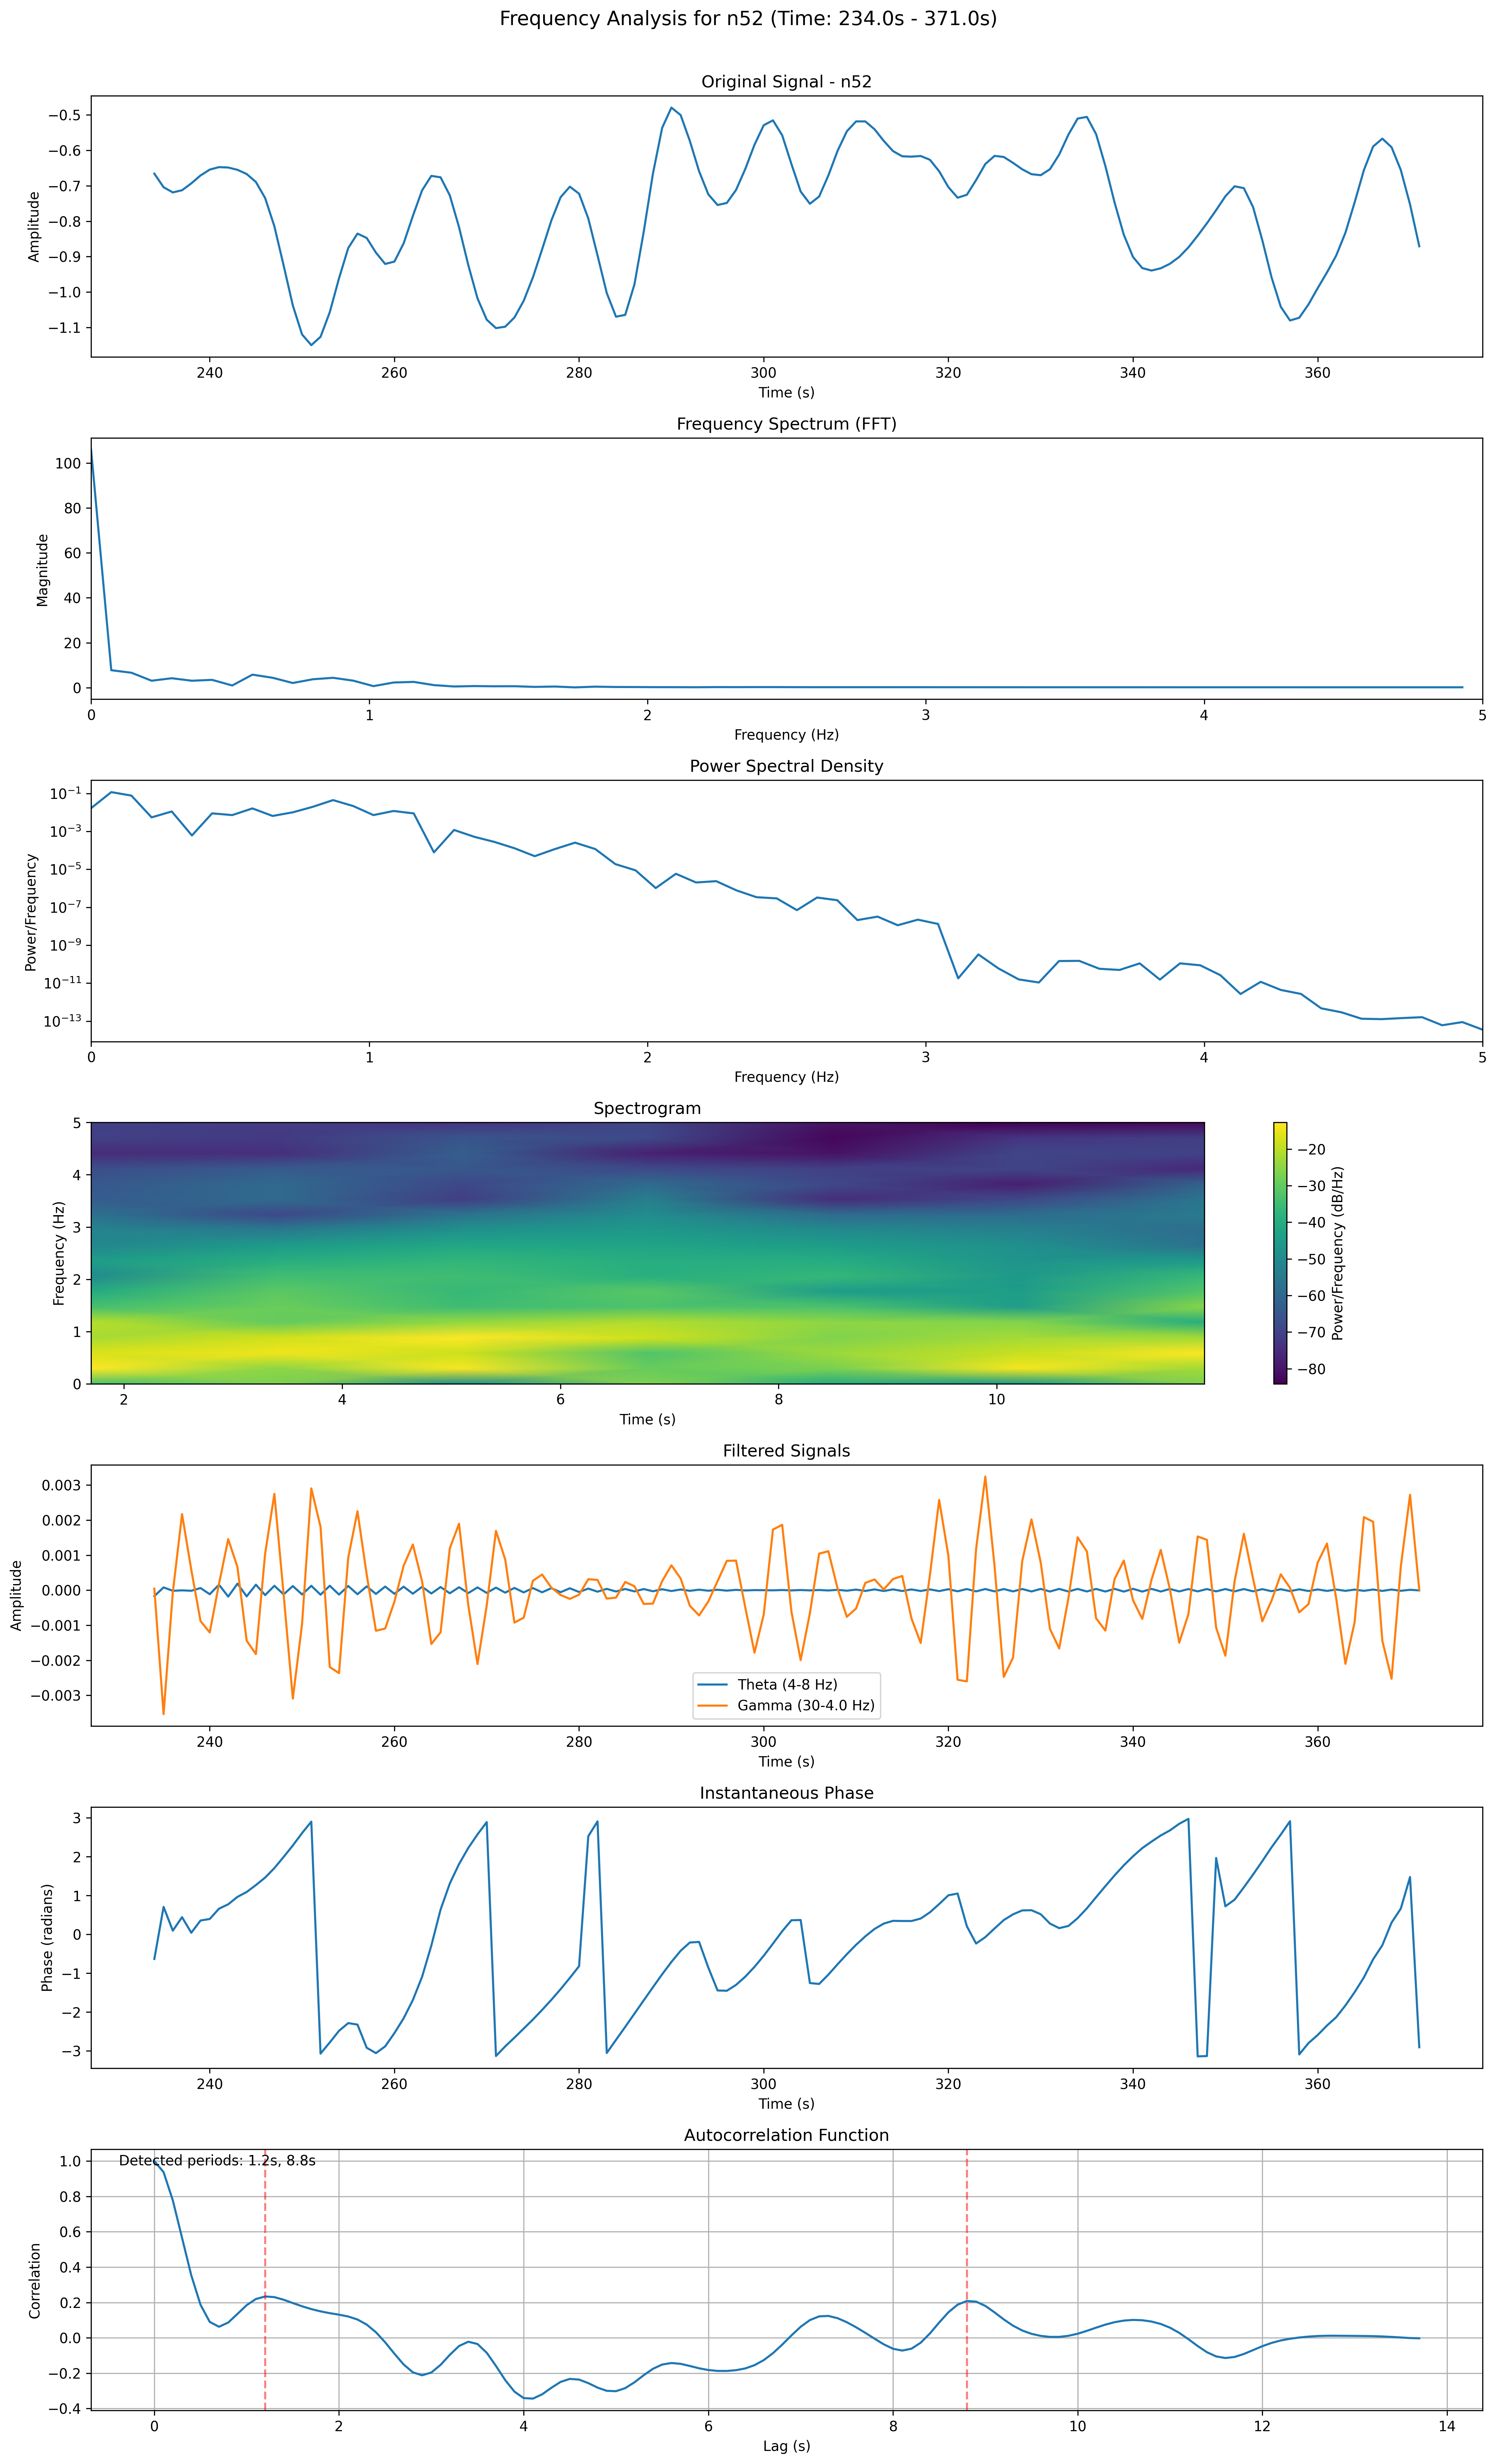 Frequency Analysis for n52 (Time: 234.0s - 371.0s)
Original Signal - n52
Amplitude
−0.5
−0.6
−0.7
−0.8
−0.9
−1.0
−1.1
240 260 280 300 320 340 360
Time (s)
Frequency Spectrum (FFT)
Magnitude
100
80
60
40
20
0
0 1 2 3 4 5
Frequency (Hz)
Power Spectral Density
Power/Frequency
10⁻¹
10⁻³
10⁻⁵
10⁻⁷
10⁻⁹
10⁻¹¹
10⁻¹³
0 1 2 3 4 5
Frequency (Hz)
Spectrogram
Frequency (Hz)
5
4
3
2
1
0
2 4 6 8 10
Time (s)
−20
−30
−40
−50
−60
−70
−80
Power/Frequency (dB/Hz)
Filtered Signals
Amplitude
0.003
0.002
0.001
0.000
−0.001
−0.002
−0.003
Theta (4-8 Hz)
Gamma (30-4.0 Hz)
240 260 280 300 320 340 360
Time (s)
Instantaneous Phase
Phase (radians)
3
2
1
0
−1
−2
−3
240 260 280 300 320 340 360
Time (s)
Autocorrelation Function
Detected periods: 1.2s, 8.8s
Correlation
1.0
0.8
0.6
0.4
0.2
0.0
−0.2
−0.4
0 2 4 6 8 10 12 14
Lag (s)